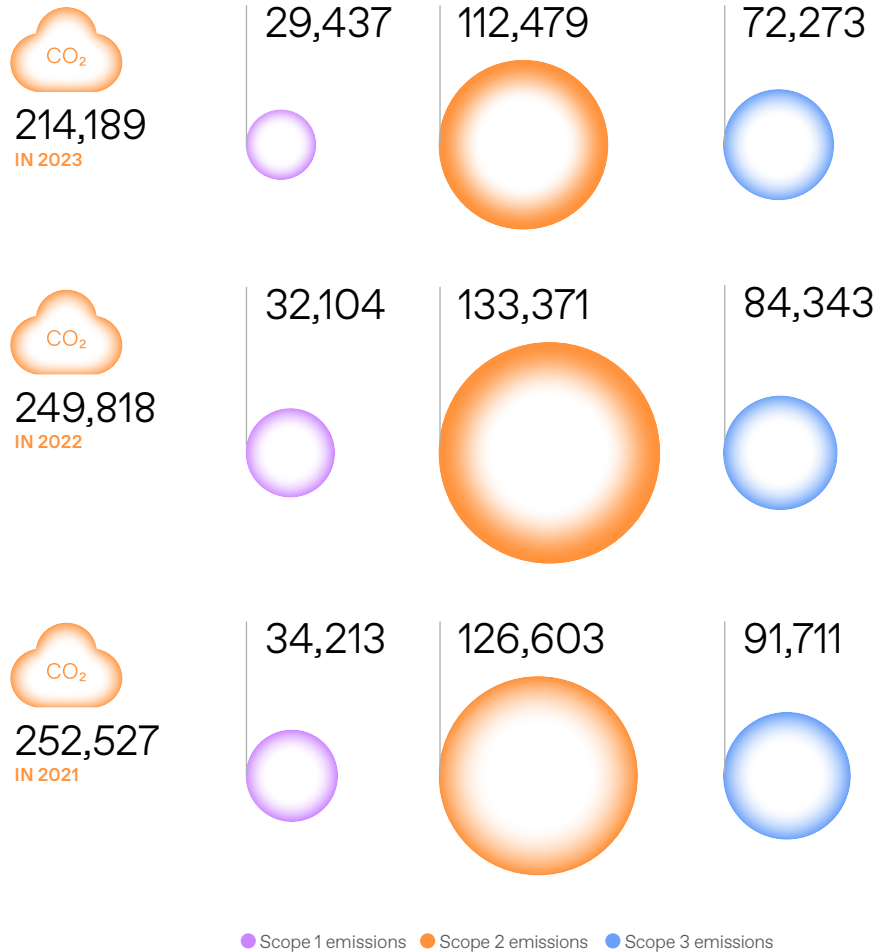 CO₂
214,189
IN 2023
29,437
112,479
72,273
CO₂
249,818
IN 2022
32,104
133,371
84,343
CO₂
252,527
IN 2021
34,213
126,603
91,711
Scope 1 emissions
Scope 2 emissions
Scope 3 emissions